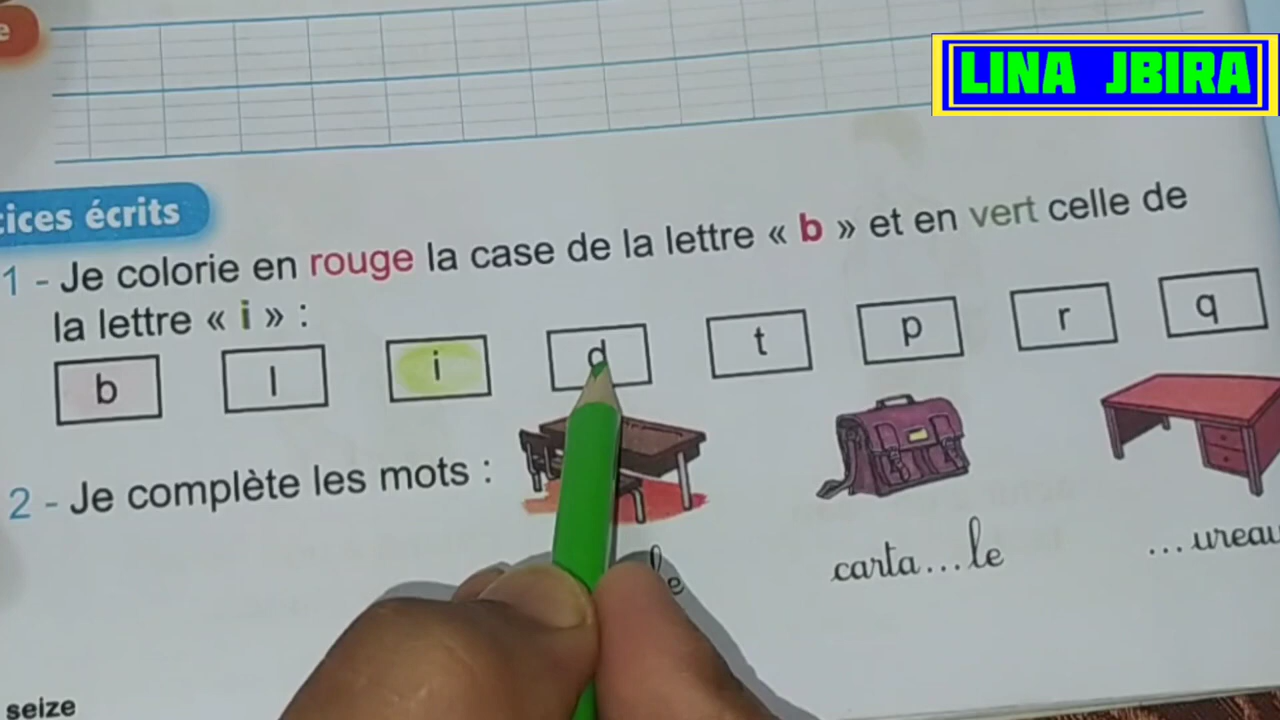 e
LINA JBIRA
cices écrits
1 - Je colorie en rouge la case de la lettre « b » et en vert celle de
la lettre « i » :
b l i d t p r q
2 - Je complète les mots :
le carta...le ...ureau
seize